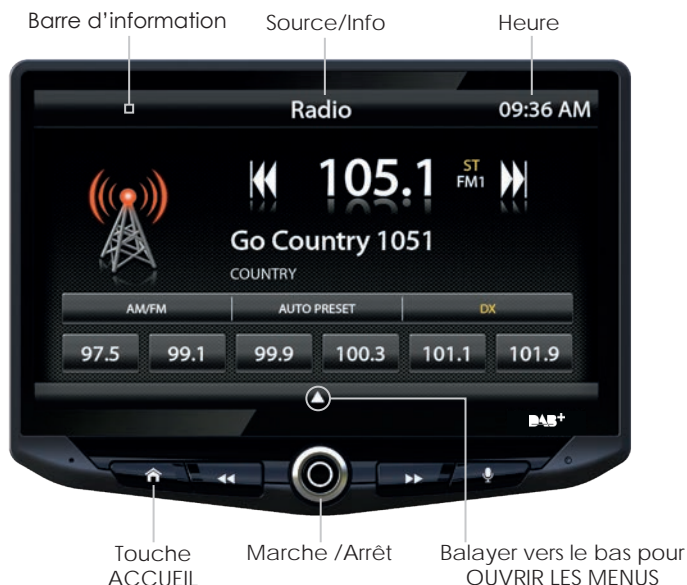 Barre d'information
Source/Info
Heure
Radio
09:36 AM
105.1
ST
FM1
Go Country 1051
COUNTRY
AM/FM
AUTO PRESET
DX
97.5
99.1
99.9
100.3
101.1
101.9
DAB+
Touche
ACCUEIL
Marche /Arrêt
Balayer vers le bas pour
OUVRIR LES MENUS